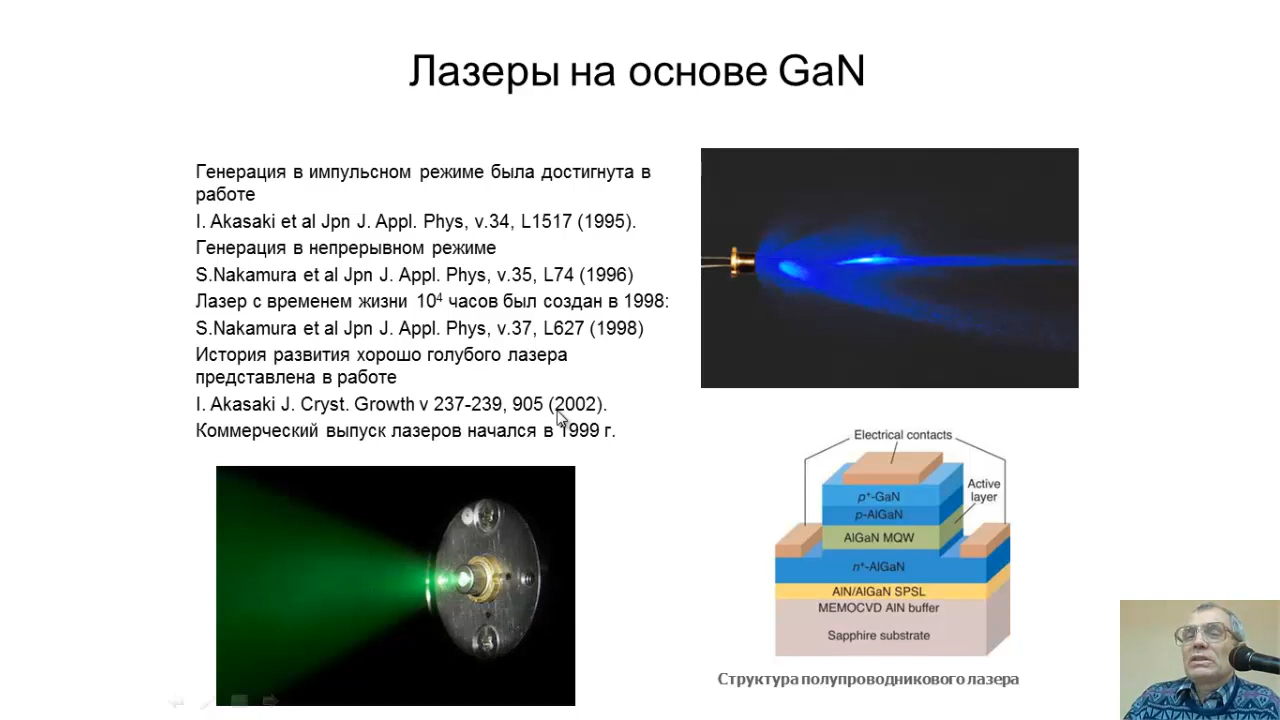 Лазеры на основе GaN
Генерация в импульсном режиме была достигнута в
работе
I. Akasaki et al Jpn J. Appl. Phys, v.34, L1517 (1995).
Генерация в непрерывном режиме
S.Nakamura et al Jpn J. Appl. Phys, v.35, L74 (1996)
Лазер с временем жизни 10⁴ часов был создан в 1998:
S.Nakamura et al Jpn J. Appl. Phys, v.37, L627 (1998)
История развития хорошо голубого лазера
представлена в работе
I. Akasaki J. Cryst. Growth v 237-239, 905 (2002).
Коммерческий выпуск лазеров начался в 1999 г.
Electrical contacts
Active
layer
p⁺-GaN
p-AlGaN
AlGaN MQW
n⁺-AlGaN
AlN/AlGaN SPSL
MEMOCVD AlN buffer
Sapphire substrate
Структура полупроводникового лазера